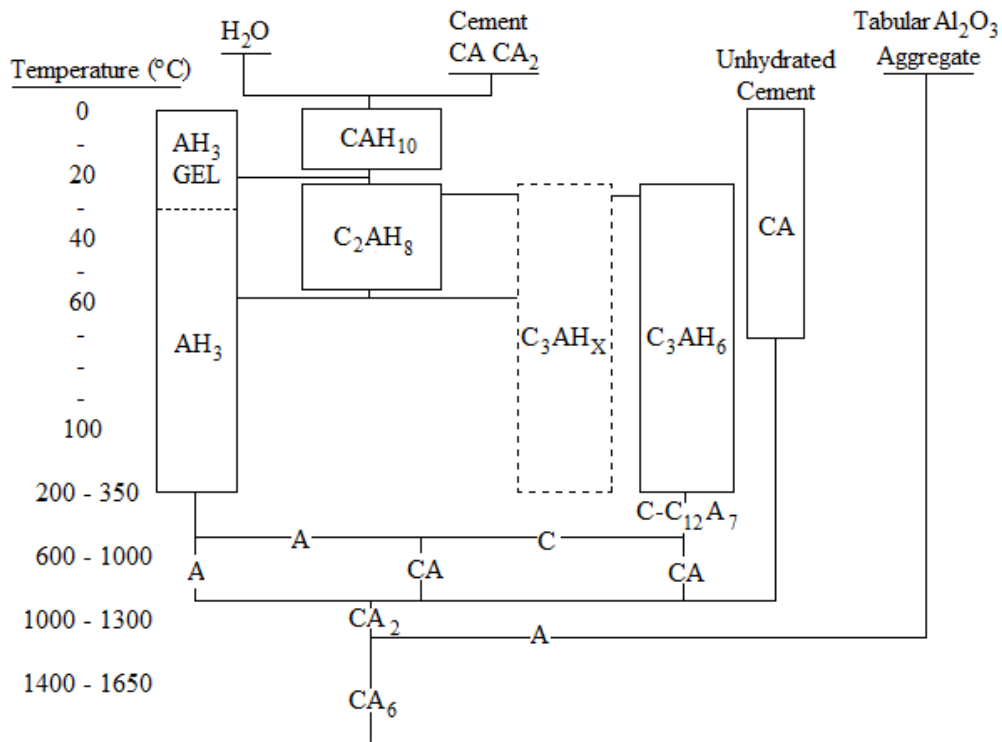 H₂O
Cement
CA CA₂
Tabular Al₂O₃
Aggregate
Unhydrated
Cement
Temperature (°C)
0
-
20
-
40
-
60
-
-
-
100
200 - 350
600 - 1000
1000 - 1300
1400 - 1650
AH₃
GEL
AH₃
CAH₁₀
C₂AH₈
C₃AHX
C₃AH₆
CA
C-C₁₂A₇
A
C
A
CA
CA
CA₂
A
CA₆